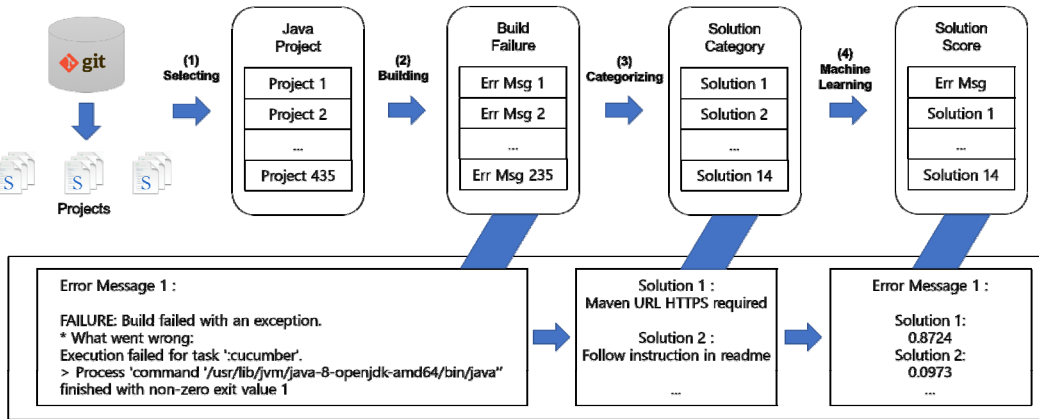 git
S
S
S
Projects
(1)
Selecting
Java
Project
Project 1
Project 2
...
Project 435
(2)
Building
Build
Failure
Err Msg 1
Err Msg 2
...
Err Msg 235
(3)
Categorizing
Solution
Category
Solution 1
Solution 2
...
Solution 14
(4)
Machine
Learning
Solution
Score
Err Msg
Solution 1
...
Solution 14
Error Message 1 :
FAILURE: Build failed with an exception.
* What went wrong:
Execution failed for task ':cucumber'.
> Process 'command '/usr/lib/jvm/java-8-openjdk-amd64/bin/java''
finished with non-zero exit value 1
Solution 1 :
Maven URL HTTPS required
Solution 2 :
Follow instruction in readme
...
Error Message 1 :
Solution 1:
0.8724
Solution 2:
0.0973
...